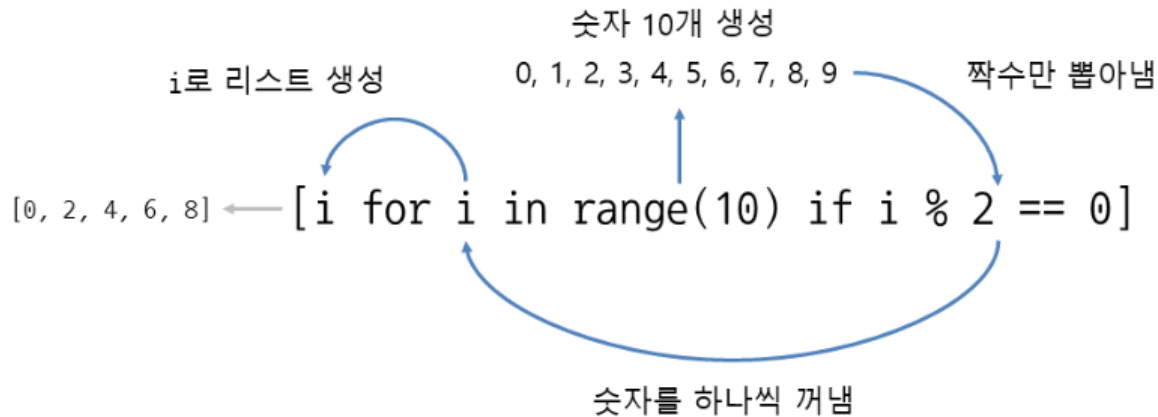 숫자 10개 생성
i로 리스트 생성
0, 1, 2, 3, 4, 5, 6, 7, 8, 9
짝수만 뽑아냄
[0, 2, 4, 6, 8]
[i for i in range(10) if i % 2 == 0]
숫자를 하나씩 꺼냄